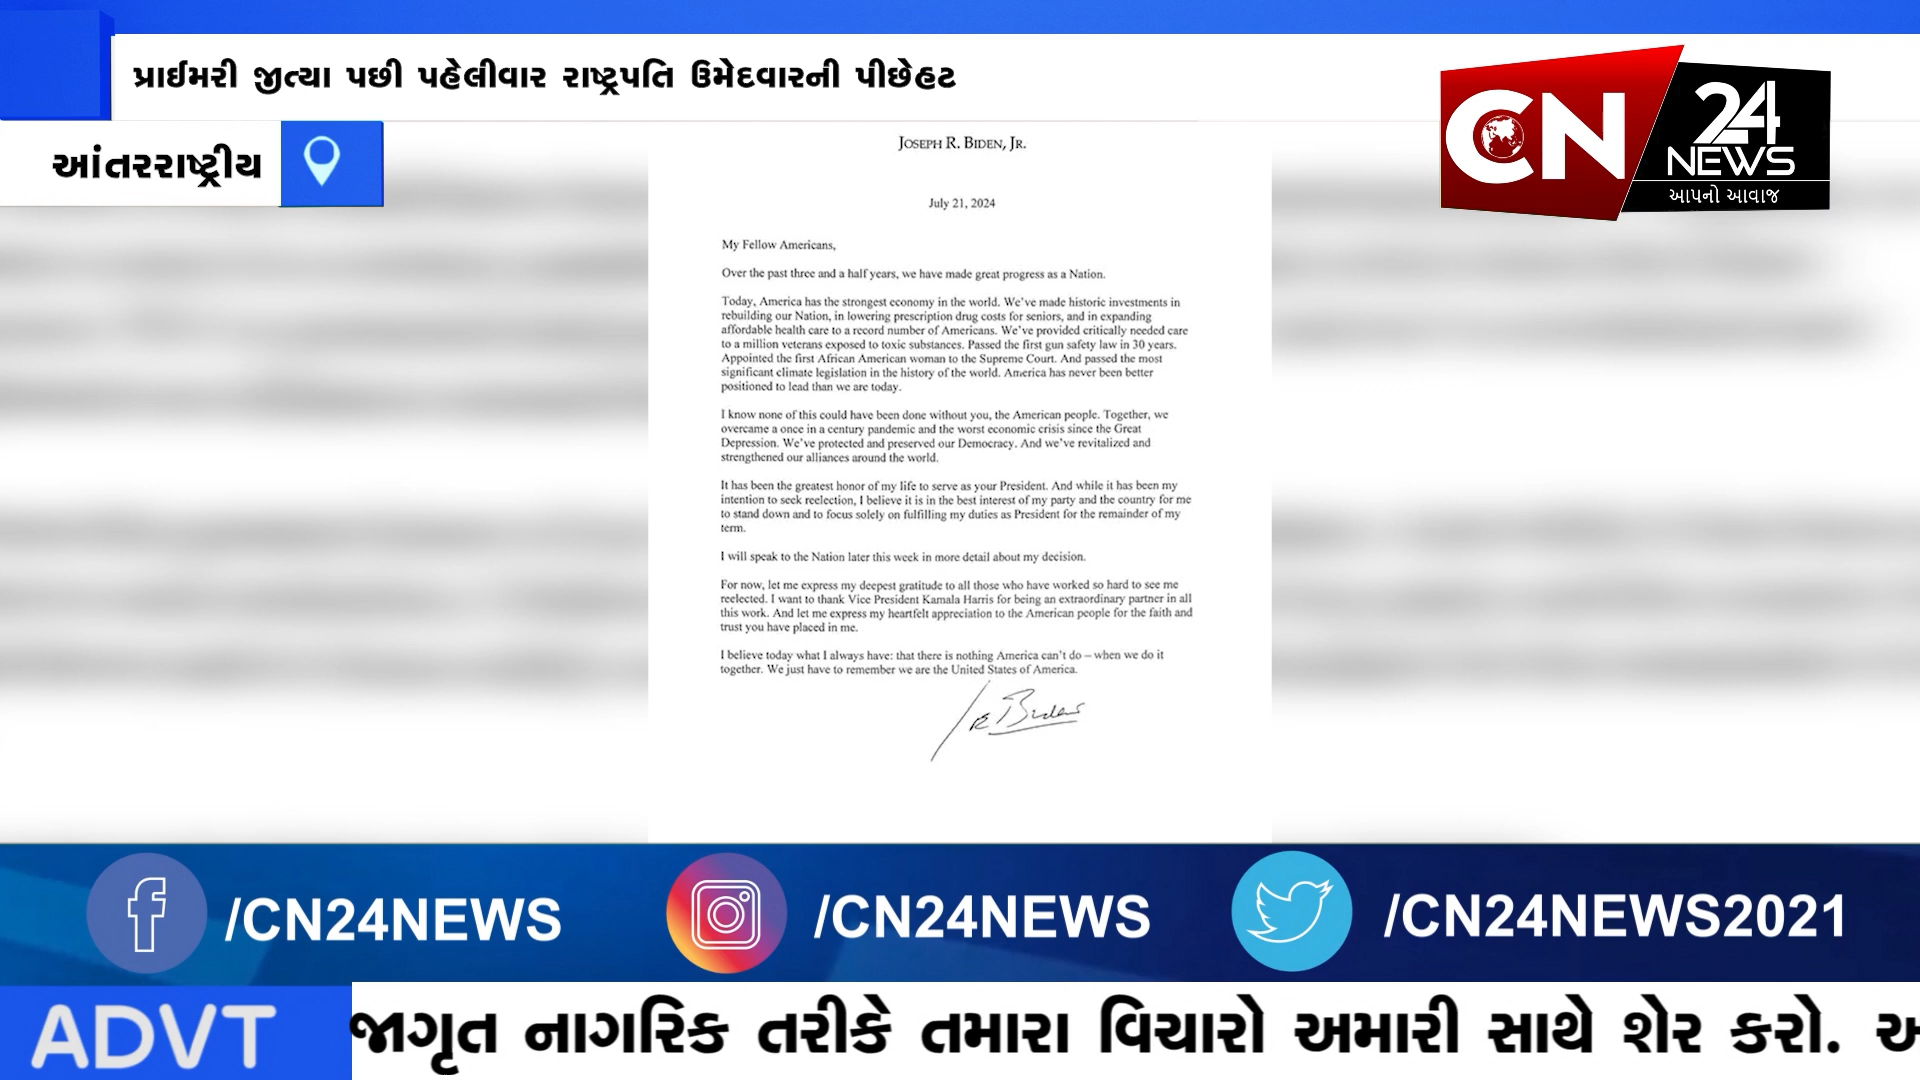 પ્રાઈમરી જીત્યા પછી પહેલીવાર રાષ્ટ્રપતિ ઉમેદવારની પીછેહટ
આંતરરાષ્ટ્રીય
CN 24 NEWS
આપનો આવાજ
JOSEPH R. BIDEN, JR.
July 21, 2024
My Fellow Americans,
Over the past three and a half years, we have made great progress as a Nation.
Today, America has the strongest economy in the world. We've made historic investments in
rebuilding our Nation, in lowering prescription drug costs for seniors, and in expanding
affordable health care to a record number of Americans. We've provided critically needed care
to a million veterans exposed to toxic substances. Passed the first gun safety law in 30 years.
Appointed the first African American woman to the Supreme Court. And passed the most
significant climate legislation in the history of the world. America has never been better
positioned to lead than we are today.
I know none of this could have been done without you, the American people. Together, we
overcame a once in a century pandemic and the worst economic crisis since the Great
Depression. We've protected and preserved our Democracy. And we've revitalized and
strengthened our alliances around the world.
It has been the greatest honor of my life to serve as your President. And while it has been my
intention to seek reelection, I believe it is in the best interest of my party and the country for me
to stand down and to focus solely on fulfilling my duties as President for the remainder of my
term.
I will speak to the Nation later this week in more detail about my decision.
For now, let me express my deepest gratitude to all those who have worked so hard to see me
reelected. I want to thank Vice President Kamala Harris for being an extraordinary partner in all
this work. And let me express my heartfelt appreciation to the American people for the faith and
trust you have placed in me.
I believe today what I always have: that there is nothing America can't do – when we do it
together. We just have to remember we are the United States of America.
Joe Biden
/CN24NEWS
/CN24NEWS
/CN24NEWS2021
ADVT
જાગૃત નાગરિક તરીકે તમારા વિચારો અમારી સાથે શેર કરો.